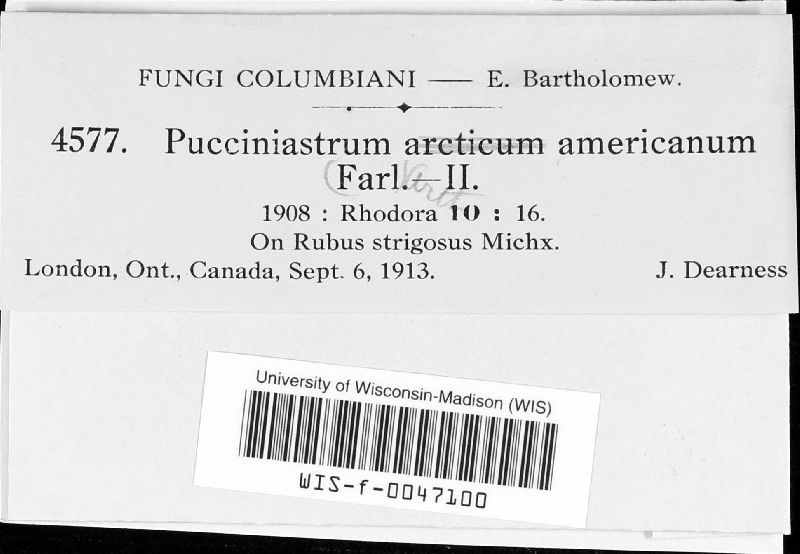 FUNGI COLUMBIANI — E. Bartholomew.
4577. Pucciniastrum arcticum americanum
(Farl.) Arth. —II.
1908 : Rhodora 10 : 16.
On Rubus strigosus Michx.
London, Ont., Canada, Sept. 6, 1913. J. Dearness
University of Wisconsin-Madison (WIS)
WIS-f-0047100